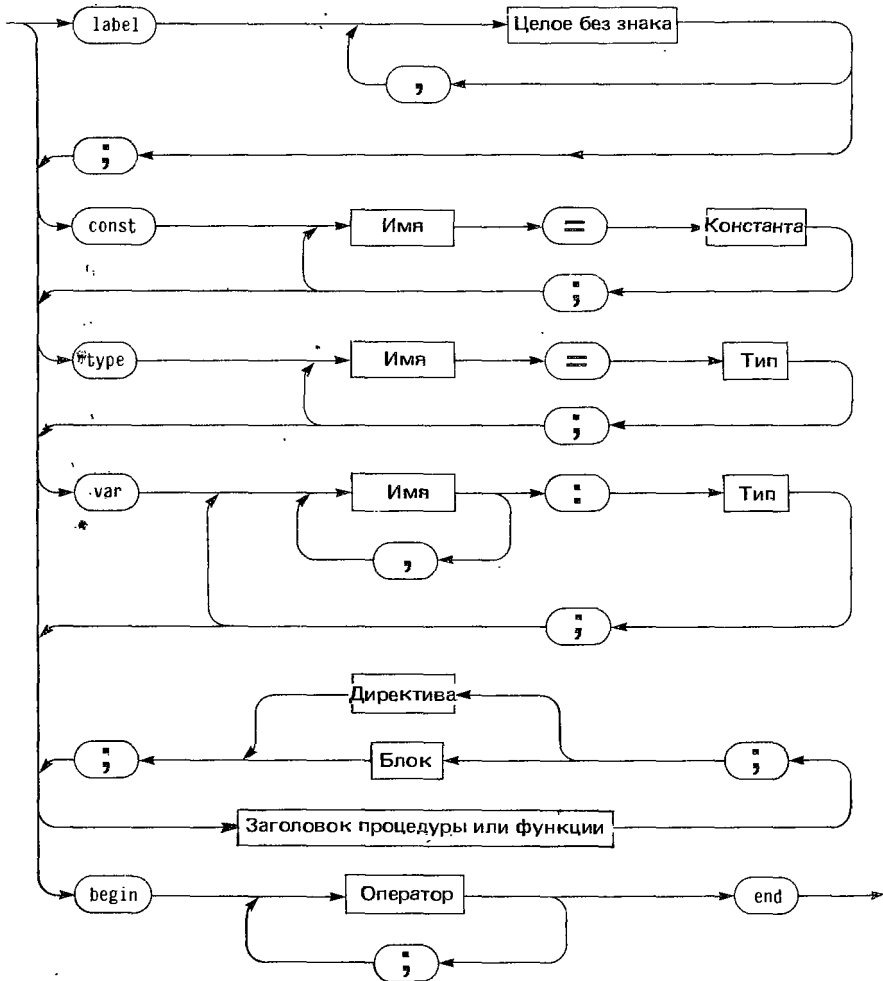 label Целое без знака
,
;
const Имя = Константа
;
type Имя = Тип
;
var Имя : Тип
,
;
Директива
; Блок ;
Заголовок процедуры или функции
begin Оператор end
;